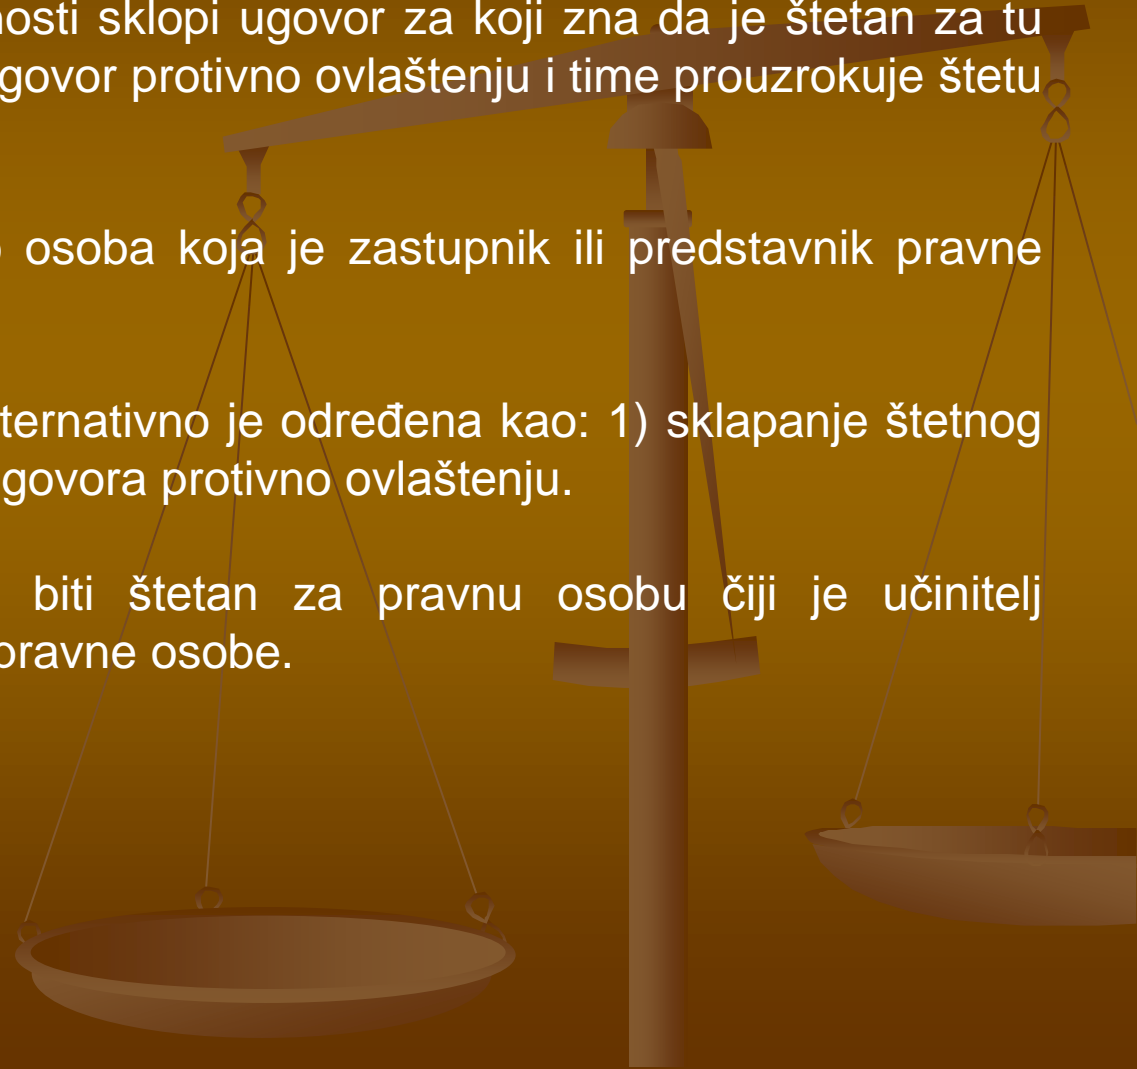 nosti sklopi ugovor za koji zna da je štetan za tu
govor protivno ovlaštenju i time prouzrokuje štetu
osoba koja je zastupnik ili predstavnik pravne
ternativno je određena kao: 1) sklapanje štetnog
govora protivno ovlaštenju.
biti štetan za pravnu osobu čiji je učinitelj
pravne osobe.